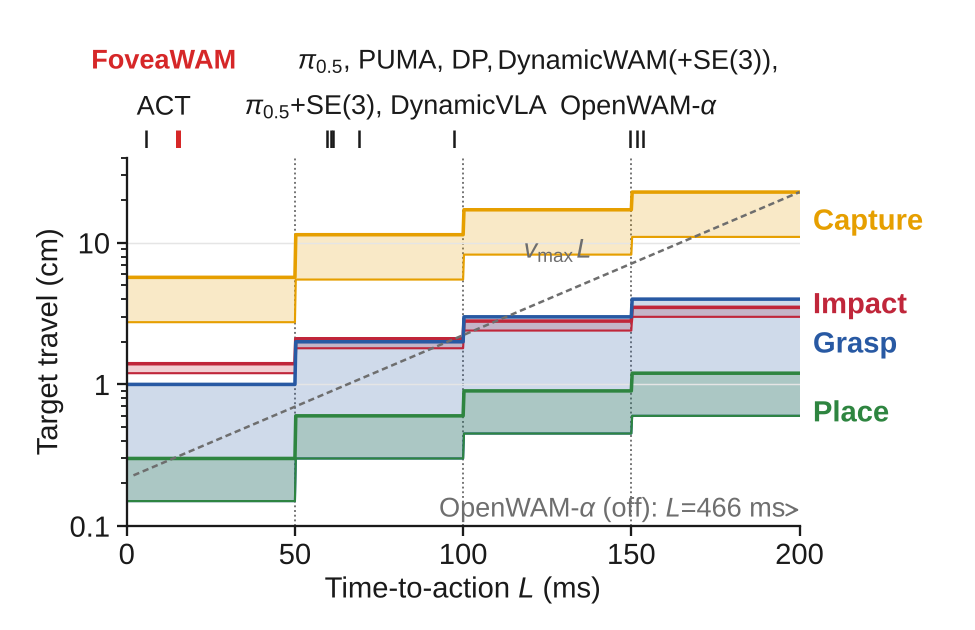 FoveaWAM π0.5, PUMA, DP, DynamicWAM(+SE(3)),
ACT π0.5+SE(3), DynamicVLA OpenWAM-α
Capture
10
vmaxL
Impact
Grasp
1
Place
Target travel (cm)
OpenWAM-α (off): L=466 ms>
0.1
0 50 100 150 200
Time-to-action L (ms)